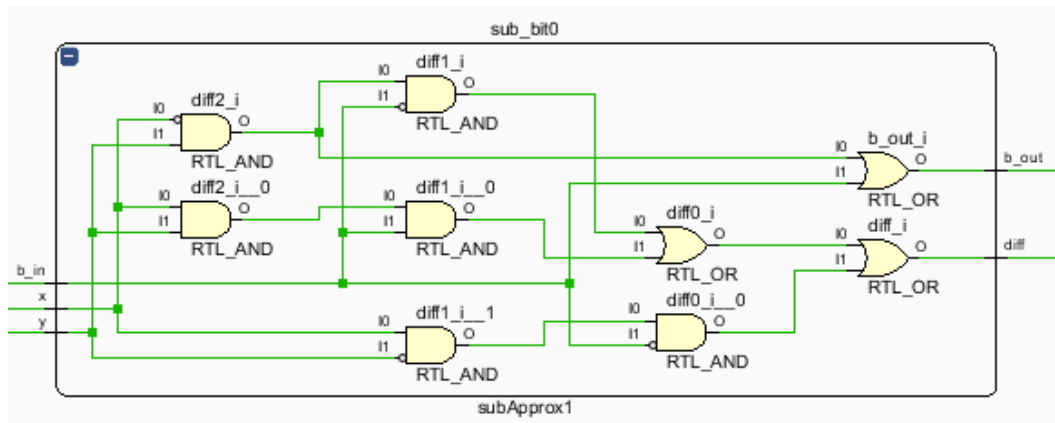 sub_bit0
diff1_i
I0
O
I1
RTL_AND
diff2_i
I0
O
I1
RTL_AND
b_out_i
I0
O
I1
RTL_OR
b_out
diff2_i__0
I0
O
I1
RTL_AND
diff1_i__0
I0
O
I1
RTL_AND
diff0_i
I0
O
I1
RTL_OR
diff_i
I0
O
I1
RTL_OR
diff
b_in
x
y
diff1_i__1
I0
O
I1
RTL_AND
diff0_i__0
I0
O
I1
RTL_AND
subApprox1